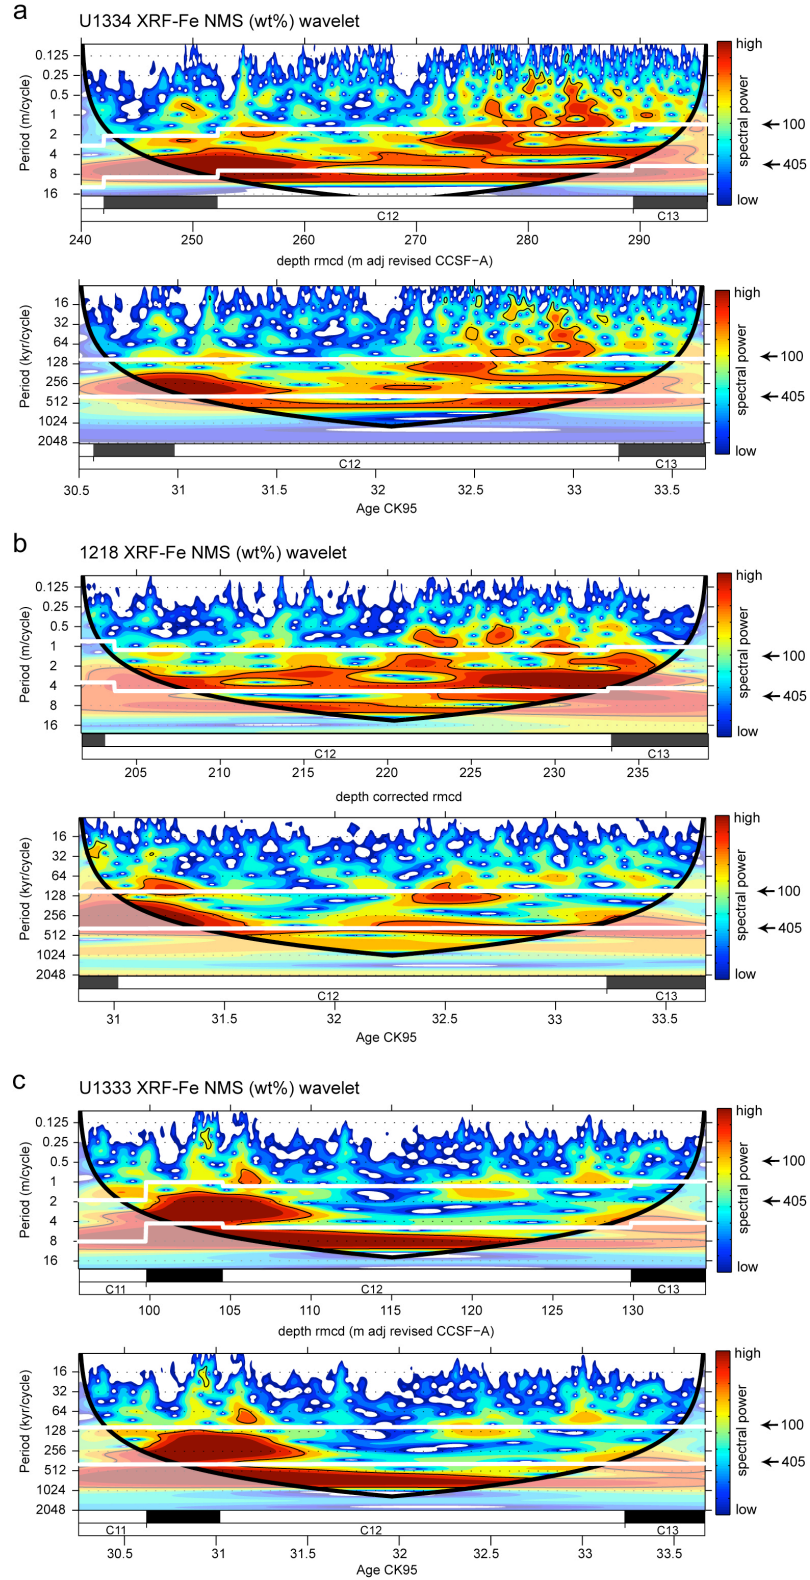 a
U1334 XRF-Fe NMS (wt%) wavelet
Period (m/cycle)
0.125
0.25
0.5
1
2
4
8
16
high
spectral power
low
100
405
C12
C13
240 250 260 270 280 290
depth rmcd (m adj revised CCSF-A)
Period (kyr/cycle)
16
32
64
128
256
512
1024
2048
high
spectral power
low
100
405
C12
C13
30.5 31 31.5 32 32.5 33 33.5
Age CK95
b
1218 XRF-Fe NMS (wt%) wavelet
Period (m/cycle)
0.125
0.25
0.5
1
2
4
8
16
high
spectral power
low
100
405
C12
C13
205 210 215 220 225 230 235
depth corrected rmcd
Period (kyr/cycle)
16
32
64
128
256
512
1024
2048
high
spectral power
low
100
405
C12
C13
31 31.5 32 32.5 33 33.5
Age CK95
c
U1333 XRF-Fe NMS (wt%) wavelet
Period (m/cycle)
0.125
0.25
0.5
1
2
4
8
16
high
spectral power
low
100
405
C11
C12
C13
100 105 110 115 120 125 130
depth rmcd (m adj revised CCSF-A)
Period (kyr/cycle)
16
32
64
128
256
512
1024
2048
high
spectral power
low
100
405
C11
C12
C13
30.5 31 31.5 32 32.5 33 33.5
Age CK95